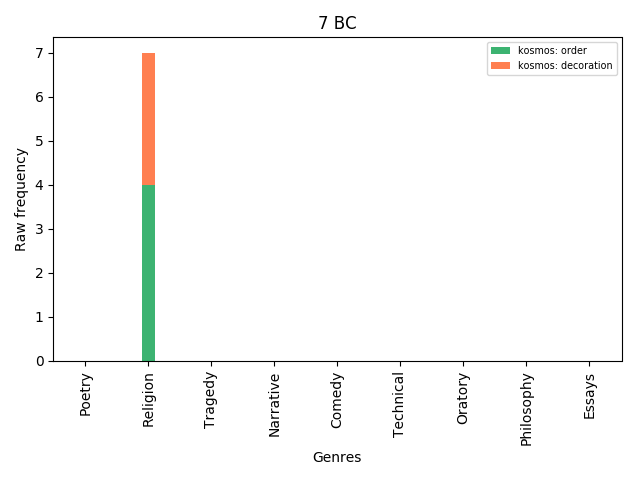 7 BC
kosmos: order
kosmos: decoration
Raw frequency
7
6
5
4
3
2
1
0
Poetry
Religion
Tragedy
Narrative
Comedy
Technical
Oratory
Philosophy
Essays
Genres